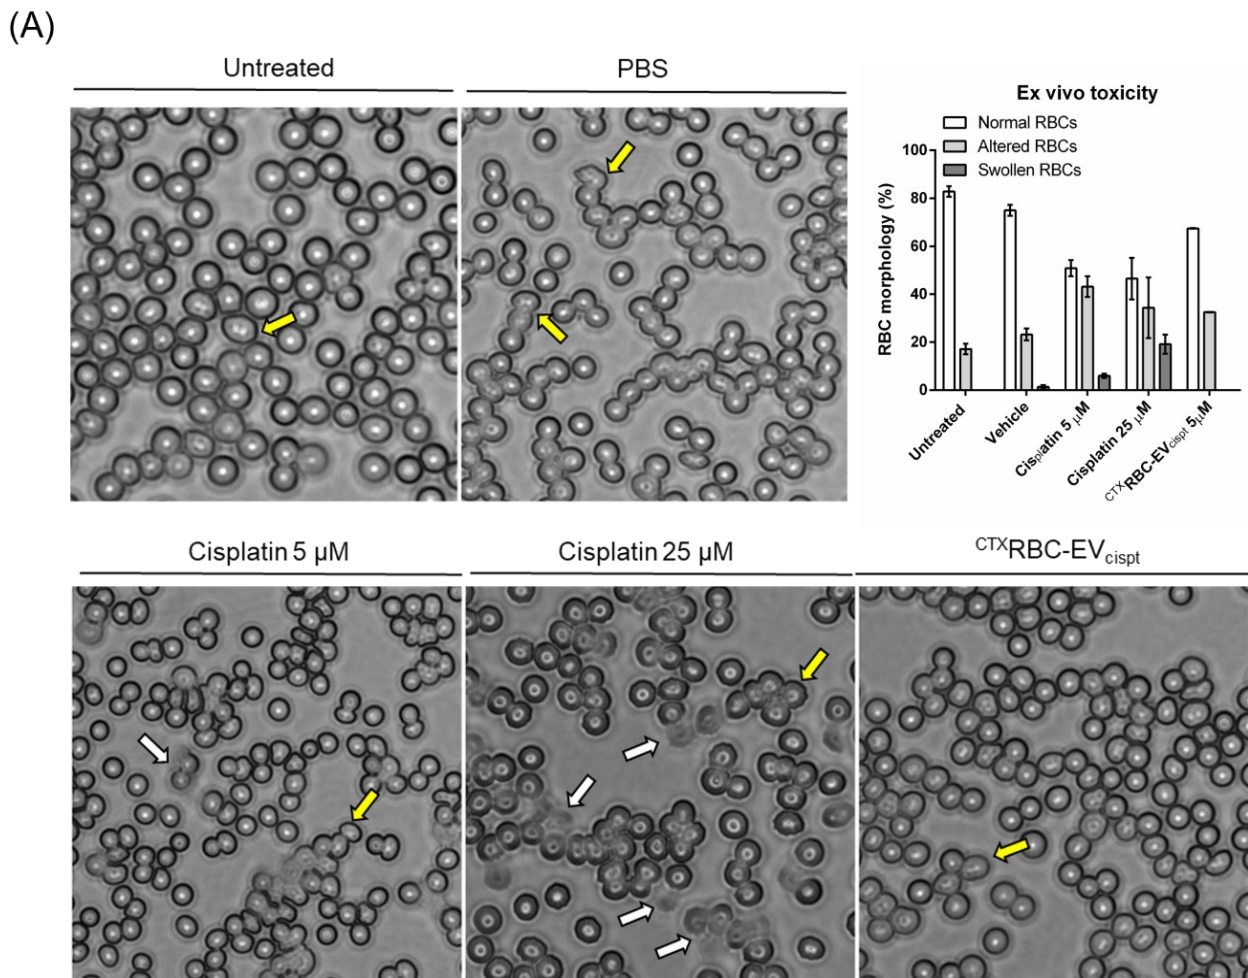 (A)
Untreated
PBS
Ex vivo toxicity
Normal RBCs
Altered RBCs
Swollen RBCs
RBC morphology (%)
100
80
60
40
20
0
Untreated
Vehicle
Cisplatin 5 μM
Cisplatin 25 μM
CTXRBC-EVcispt 5μM
Cisplatin 5 μM
Cisplatin 25 μM
CTXRBC-EVcispt